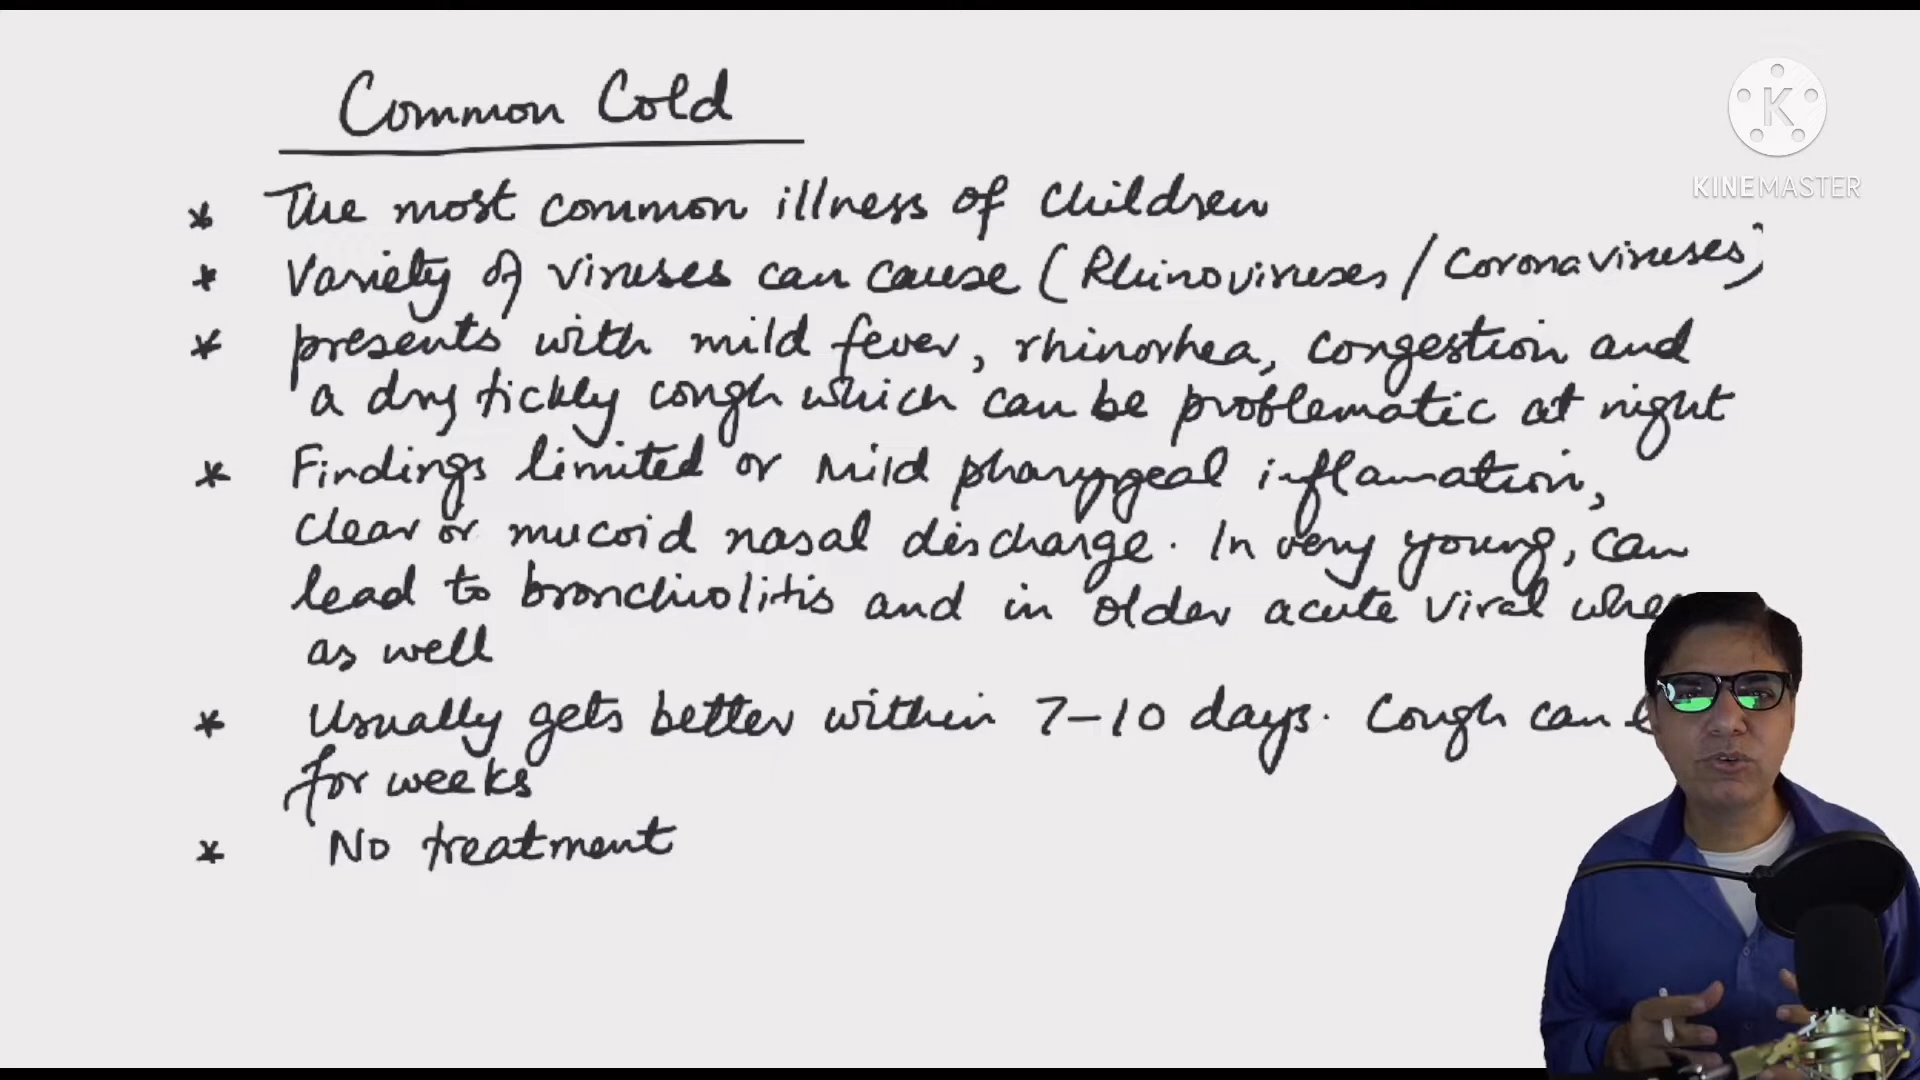 Common Cold
* The most common illness of children
* Variety of viruses can cause (Rhinoviruses / Coronaviruses)
* presents with mild fever, rhinorhea, congestion and
a dry tickly cough which can be problematic at night
* Findings limited or mild pharyngeal inflamation,
clear or mucoid nasal discharge. In very young, can
lead to bronchiolitis and in older acute viral
as well
* Usually gets better within 7-10 days. Cough can
for weeks
* No treatment
K
KINEMASTER